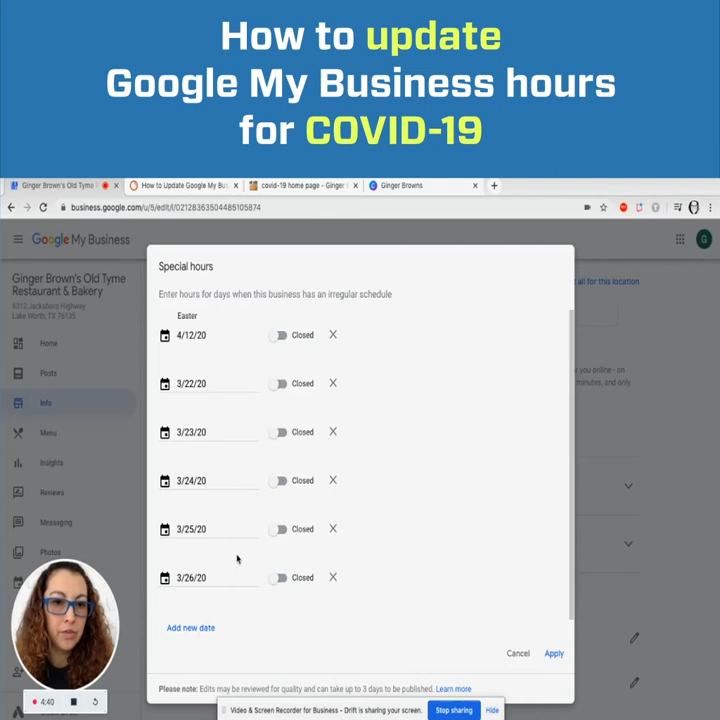 How to update
Google My Business hours
for COVID-19
Ginger Brown's Old Tyme
How to Update Google My Bus
covid-19 home page - Ginger
Ginger Browns
business.google.com/u/5/edit/l/02128363504485105874
Google My Business
G
Ginger Brown's Old Tyme
Restaurant & Bakery
6312 Jacksboro Highway
Lake Worth, TX 76135
Home
Posts
Info
Menu
Insights
Reviews
Messaging
Photos
all for this location
r you online - on
minutes, and only
Special hours
Enter hours for days when this business has an irregular schedule
Easter
4/12/20 Closed X
3/22/20 Closed X
3/23/20 Closed X
3/24/20 Closed X
3/25/20 Closed X
3/26/20 Closed X
Add new date
Cancel Apply
Please note: Edits may be reviewed for quality and can take up to 3 days to be published. Learn more
4:40
Video & Screen Recorder for Business - Drift is sharing your screen. Stop sharing Hide